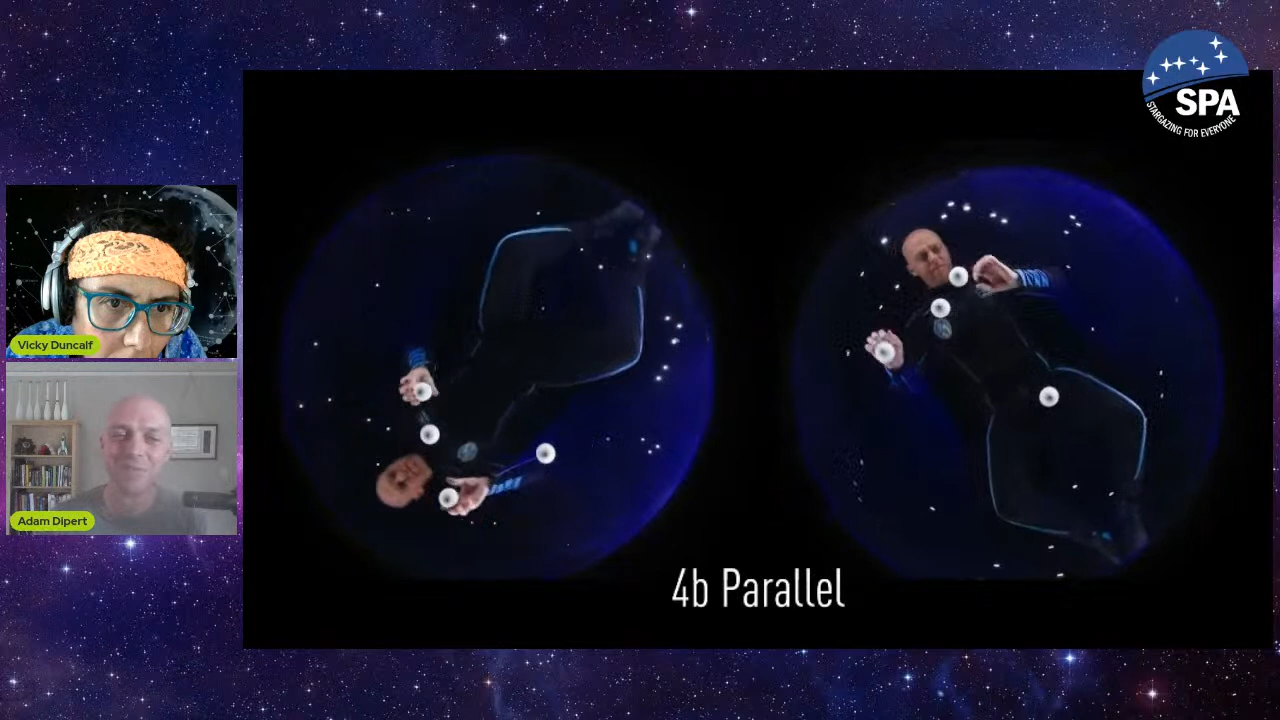 SPA
STARGAZING FOR EVERYONE
Vicky Duncalf
Adam Dipert
4b Parallel